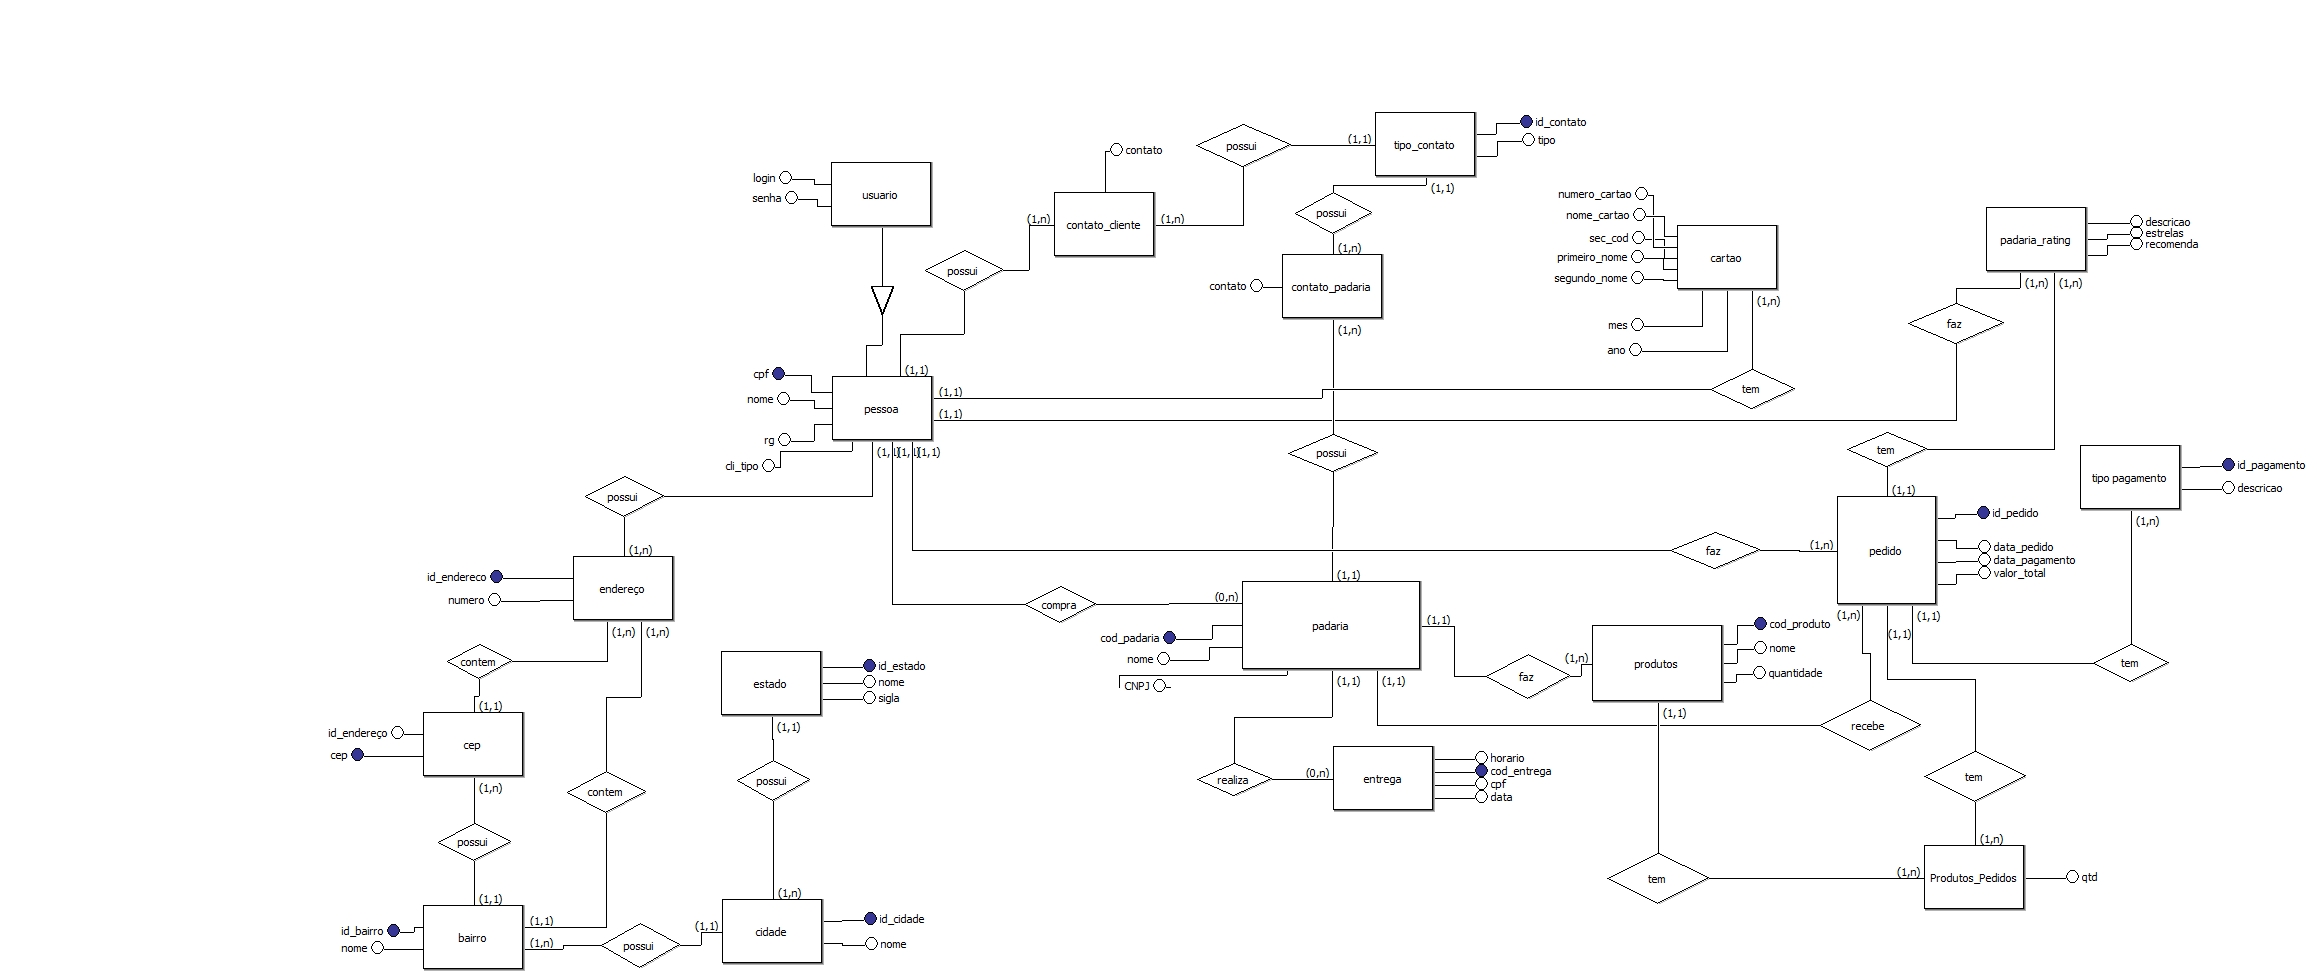 id_contato
possui
(1,1)
tipo_contato
tipo
contato
login
usuario
senha
(1,1)
numero_cartao
possui
nome_cartao
(1,n)
contato_cliente
(1,n)
sec_cod
padaria_rating
descricao
estrelas
recomenda
(1,n)
primeiro_nome
cartao
possui
segundo_nome
contato
contato_padaria
(1,n)
(1,n)
(1,n)
mes
faz
(1,n)
ano
cpf
(1,1)
nome
pessoa
(1,1)
tem
(1,1)
rg
cli_tipo
(1,1)
possui
tem
tipo pagamento
id_pagamento
descricao
possui
(1,1)
id_pedido
(1,n)
(1,n)
faz
(1,n)
pedido
data_pedido
data_pagamento
valor_total
id_endereco
endereço
numero
(1,1)
compra
(0,n)
padaria
(1,1)
(1,n)
(1,1)
(1,1)
(1,n)
(1,n)
cod_padaria
nome
CNPJ
cod_produto
nome
quantidade
contem
(1,n)
produtos
faz
tem
estado
id_estado
nome
sigla
(1,1)
(1,1)
(1,1)
(1,1)
(1,1)
recebe
id_endereço
cep
cep
(1,n)
possui
contem
realiza
(0,n)
entrega
horario
cod_entrega
cpf
data
tem
possui
(1,n)
tem
(1,n)
Produtos_Pedidos
qtd
(1,1)
(1,n)
id_bairro
nome
bairro
(1,1)
(1,n)
possui
(1,1)
cidade
id_cidade
nome